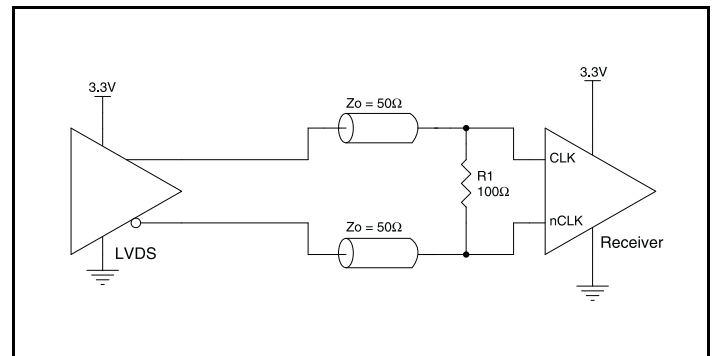 3.3V
3.3V
Zo = 50Ω
CLK
R1
100Ω
nCLK
Zo = 50Ω
Receiver
LVDS